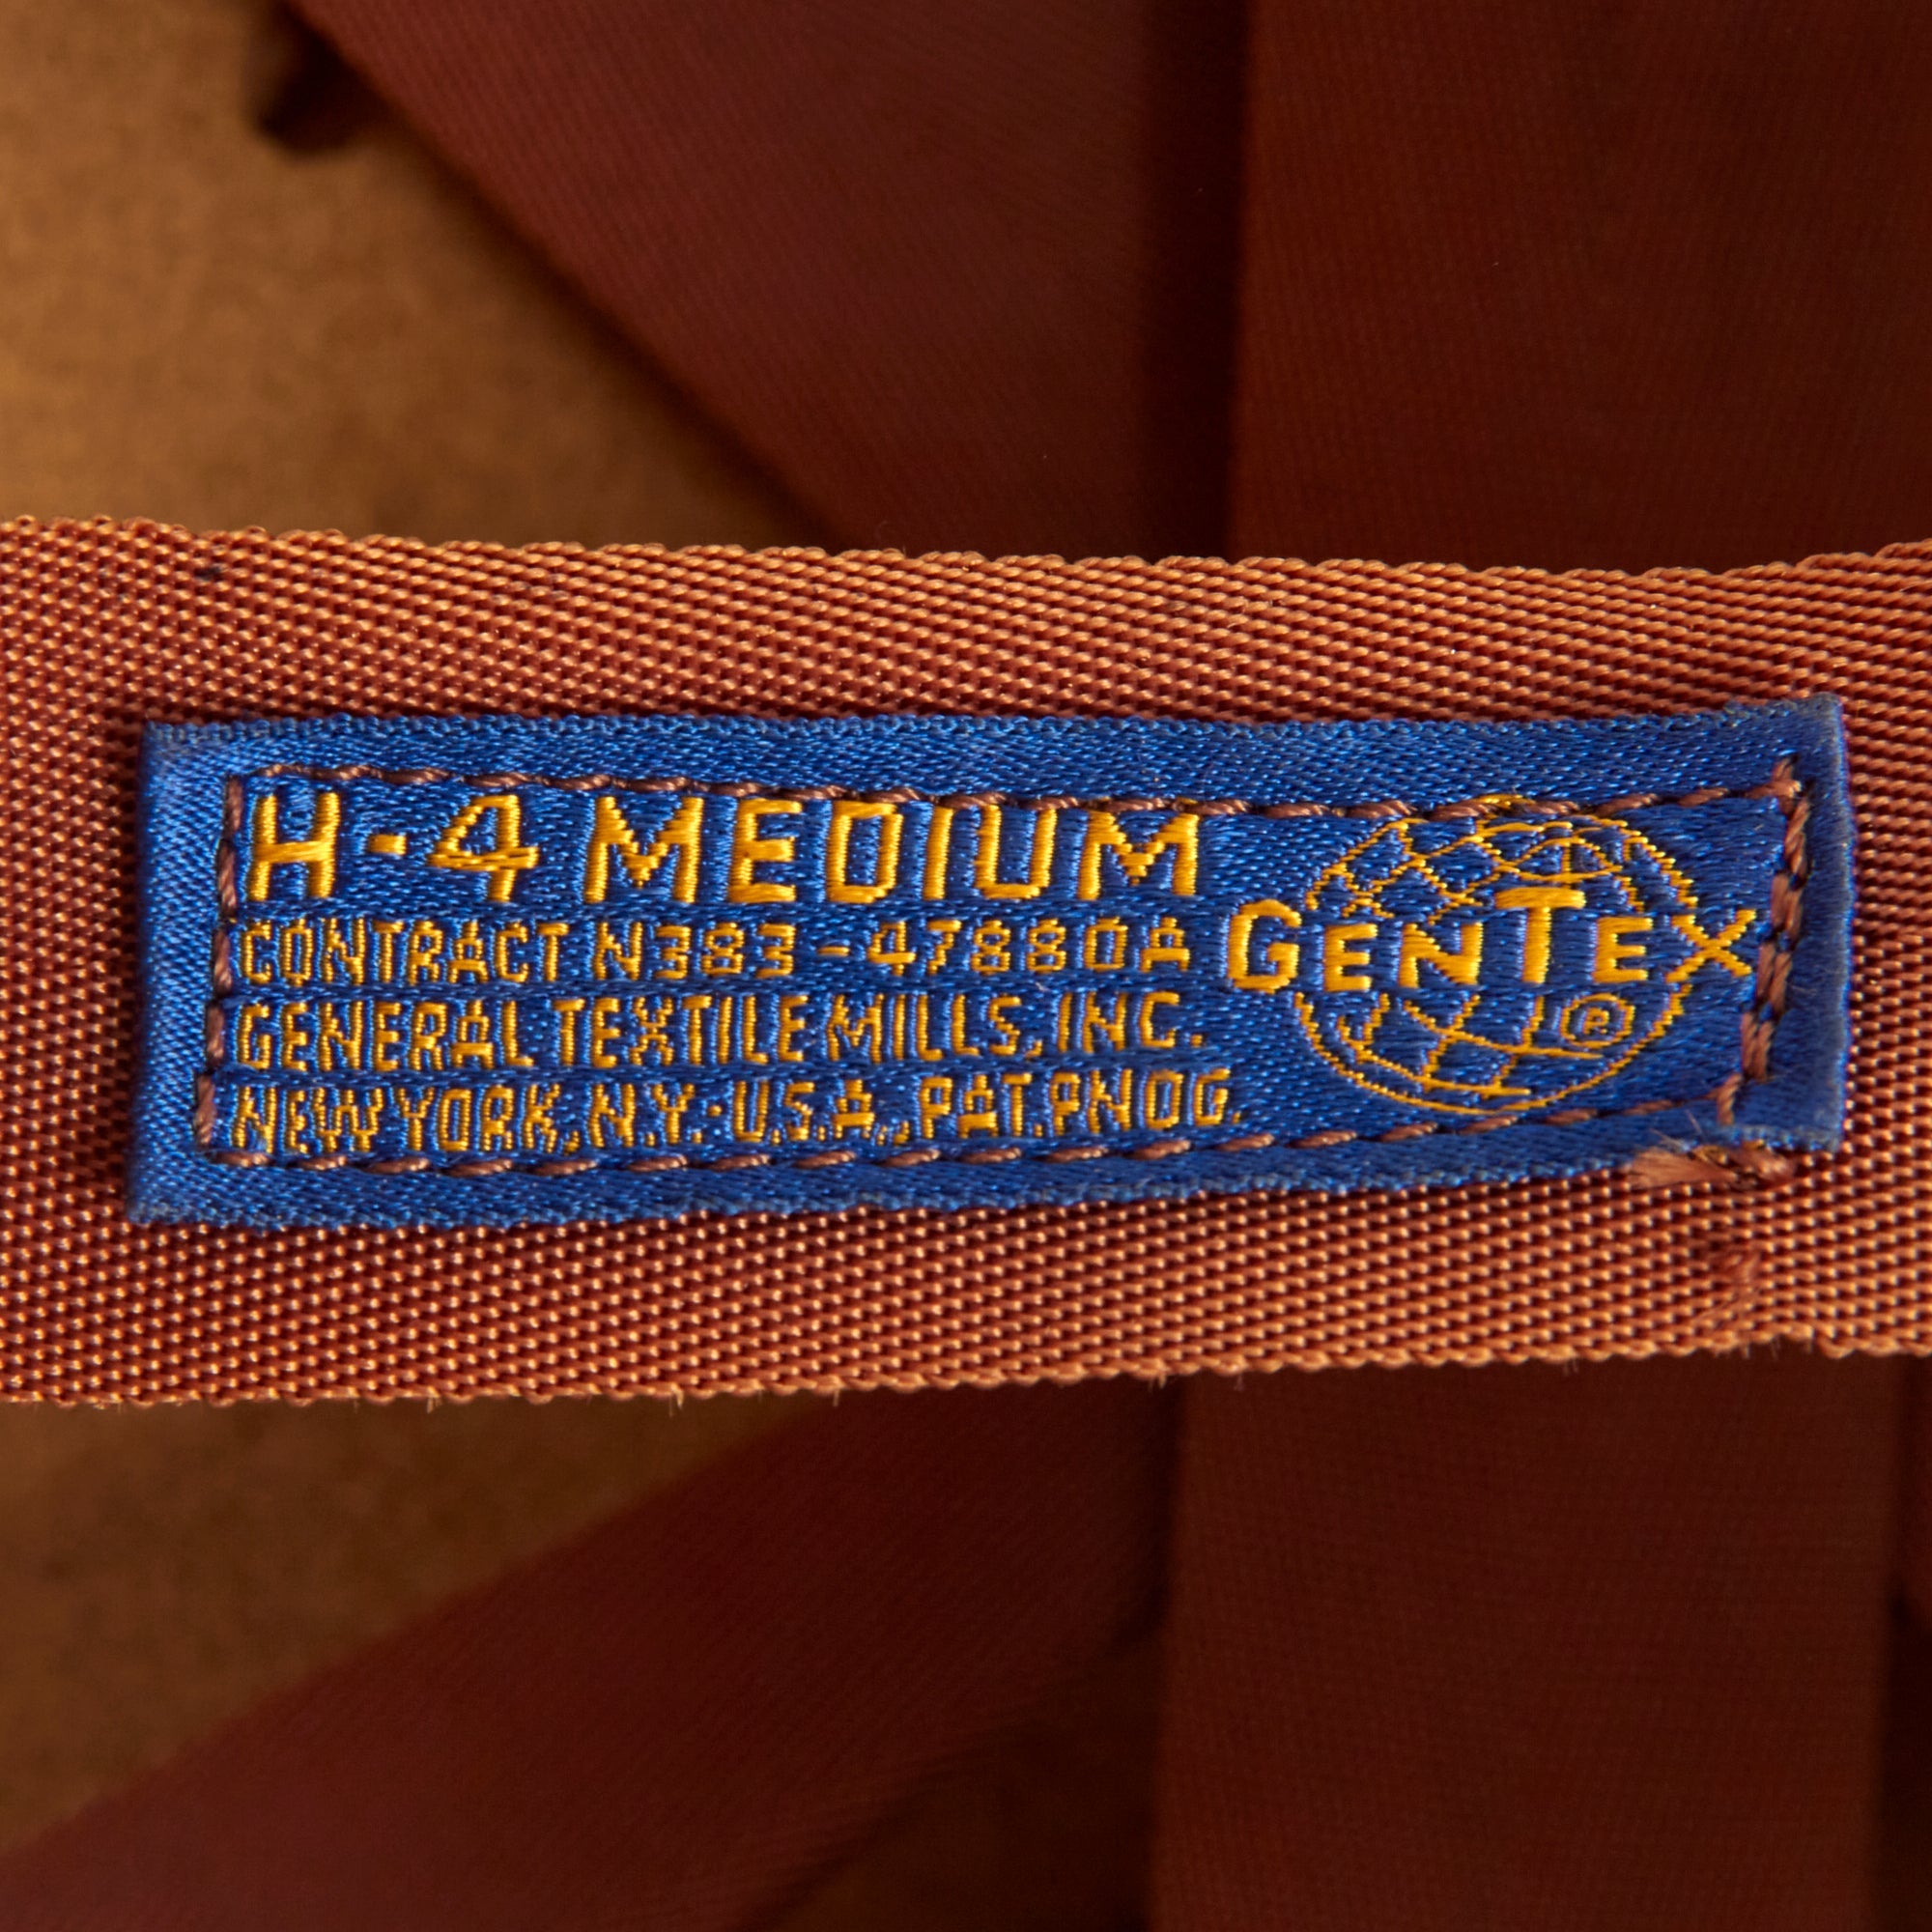 H-4 MEDIUM
CONTRACT N383-47880A
GENERAL TEXTILE MILLS, INC.
NEW YORK, N.Y.-U.S.A., PAT.PNDG.
GENTEX
®